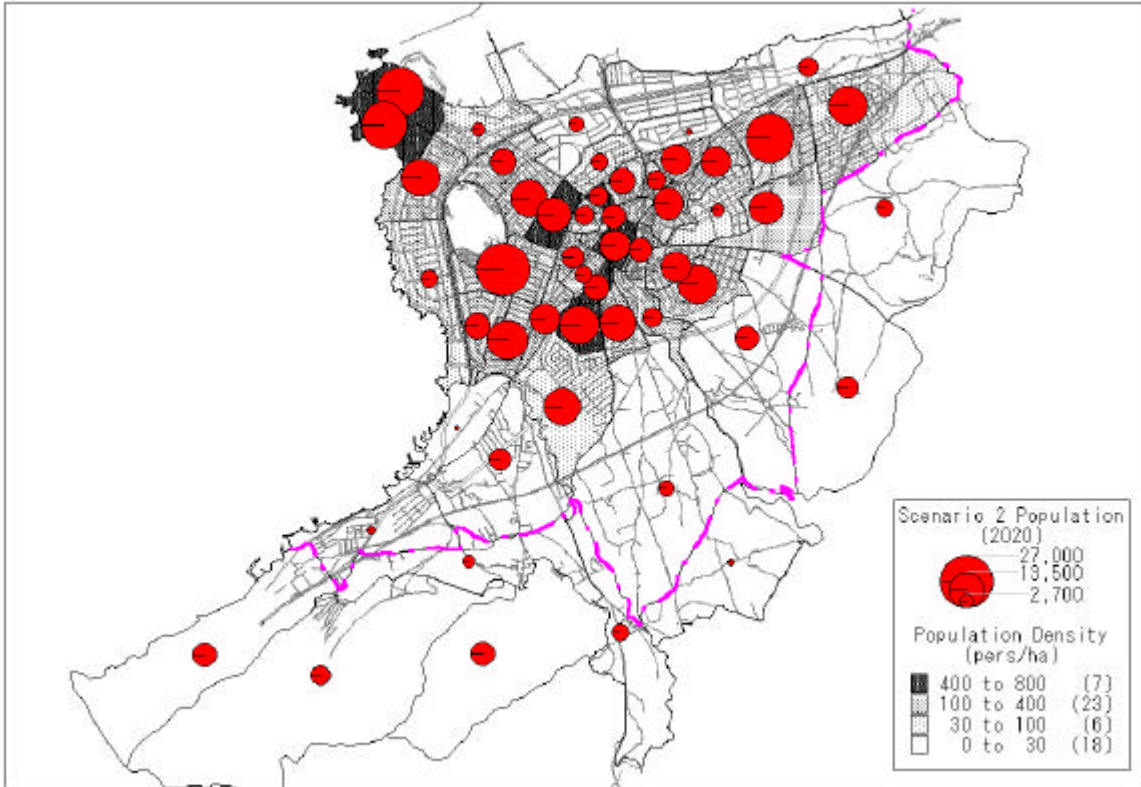 Scenario 2 Population
(2020)
27,000
13,500
2,700
Population Density
(pers/ha)
400 to 800 (7)
100 to 400 (23)
30 to 100 (6)
0 to 30 (18)